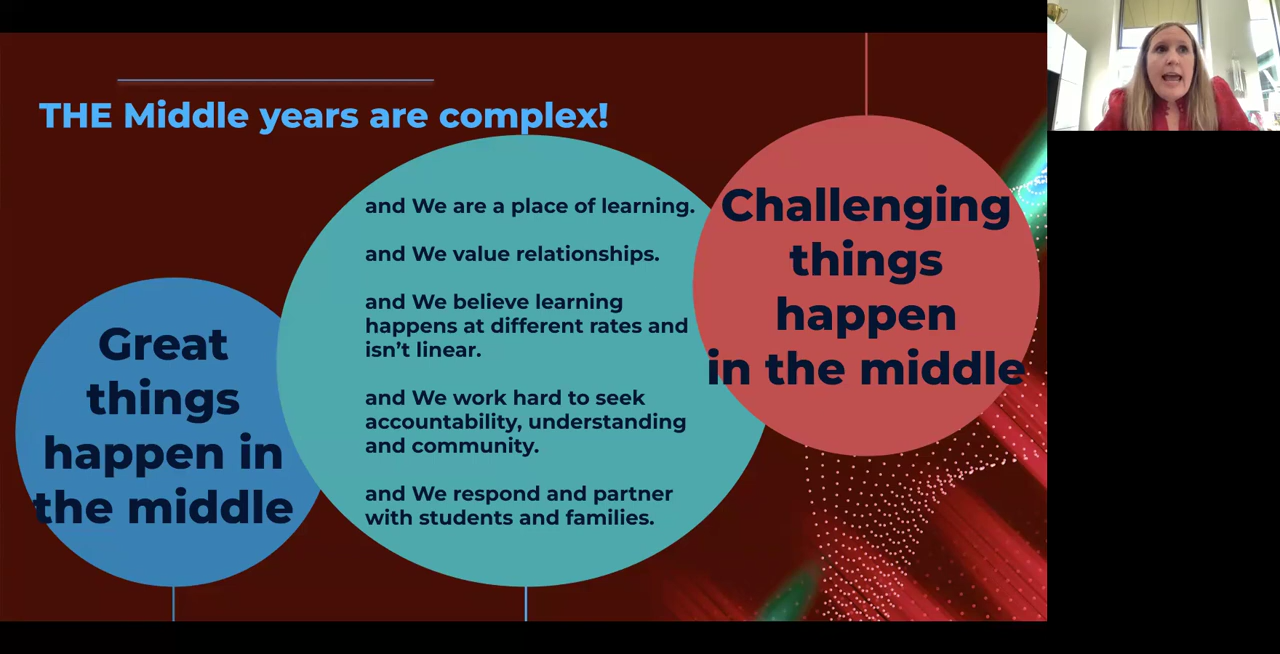 THE Middle years are complex!
Great
things
happen in
the middle
and We are a place of learning.
and We value relationships.
and We believe learning
happens at different rates and
isn’t linear.
and We work hard to seek
accountability, understanding
and community.
and We respond and partner
with students and families.
Challenging
things
happen
in the middle